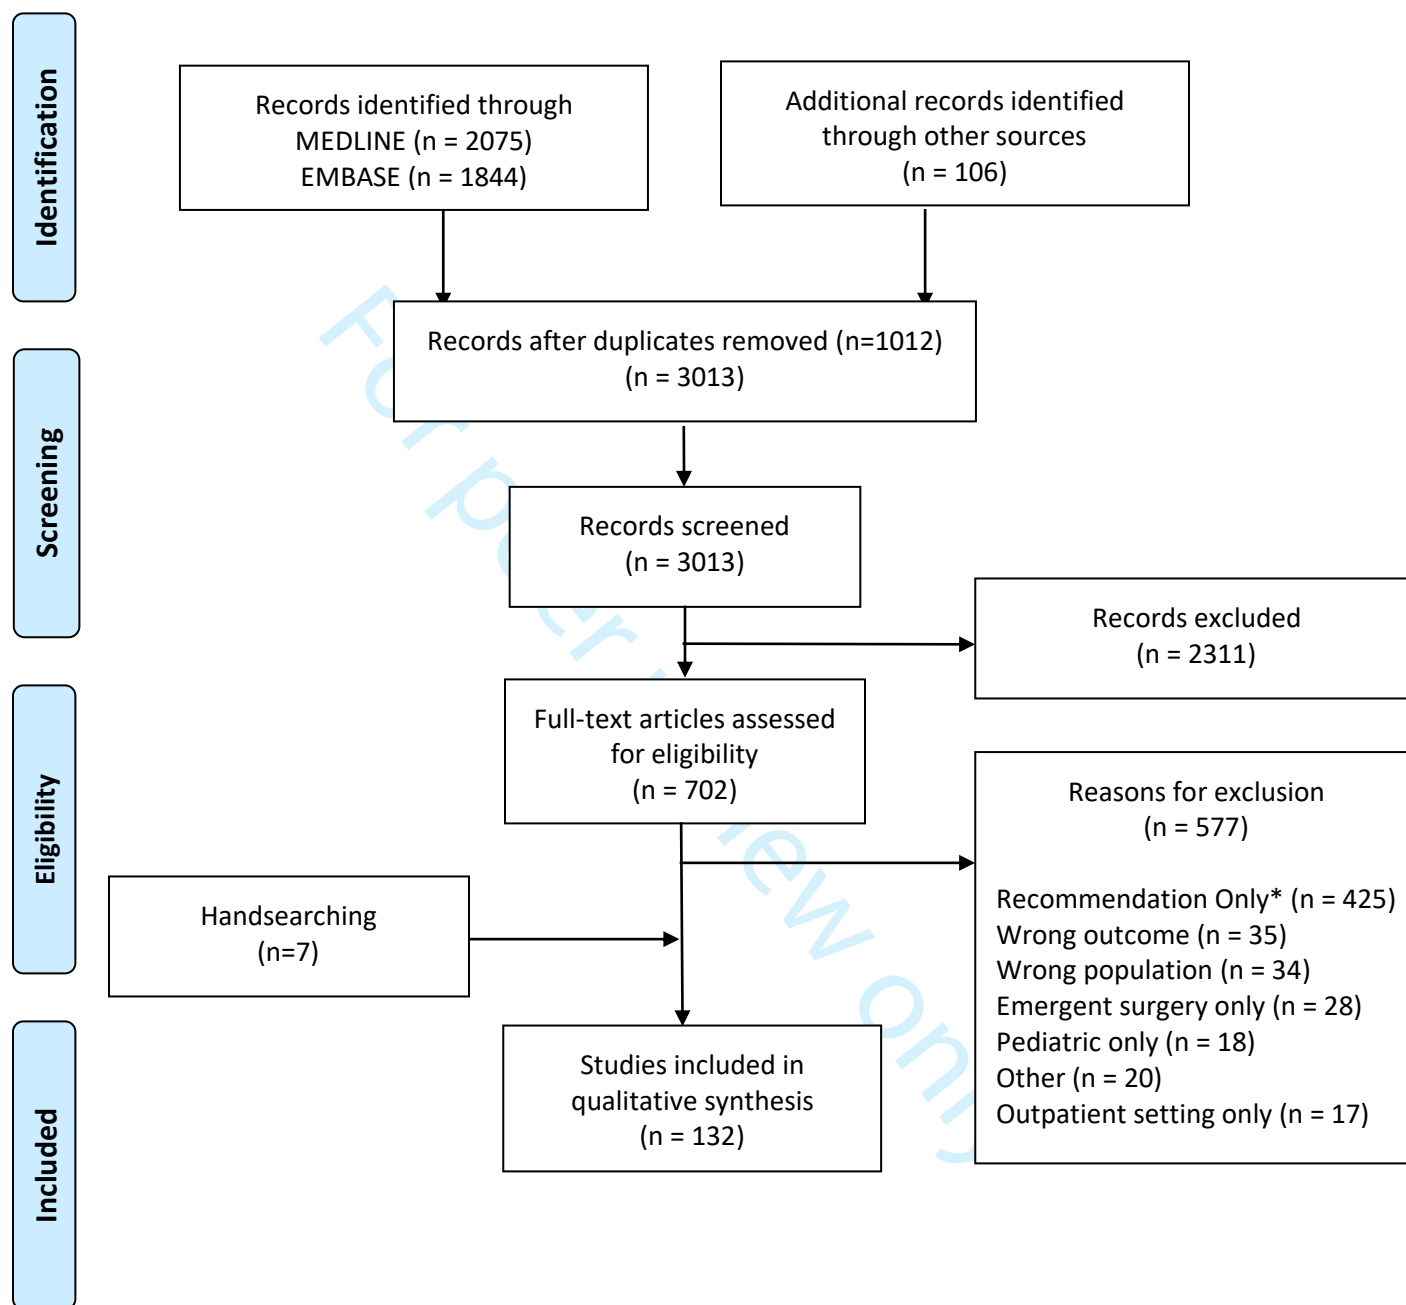 Identification
Records identified through
MEDLINE (n = 2075)
EMBASE (n = 1844)
Additional records identified
through other sources
(n = 106)
Records after duplicates removed (n=1012)
(n = 3013)
Screening
Records screened
(n = 3013)
Records excluded
(n = 2311)
Eligibility
Full-text articles assessed
for eligibility
(n = 702)
Reasons for exclusion
(n = 577)
Recommendation Only* (n = 425)
Wrong outcome (n = 35)
Wrong population (n = 34)
Emergent surgery only (n = 28)
Pediatric only (n = 18)
Other (n = 20)
Outpatient setting only (n = 17)
Handsearching
(n=7)
Included
Studies included in
qualitative synthesis
(n = 132)
For peer review only